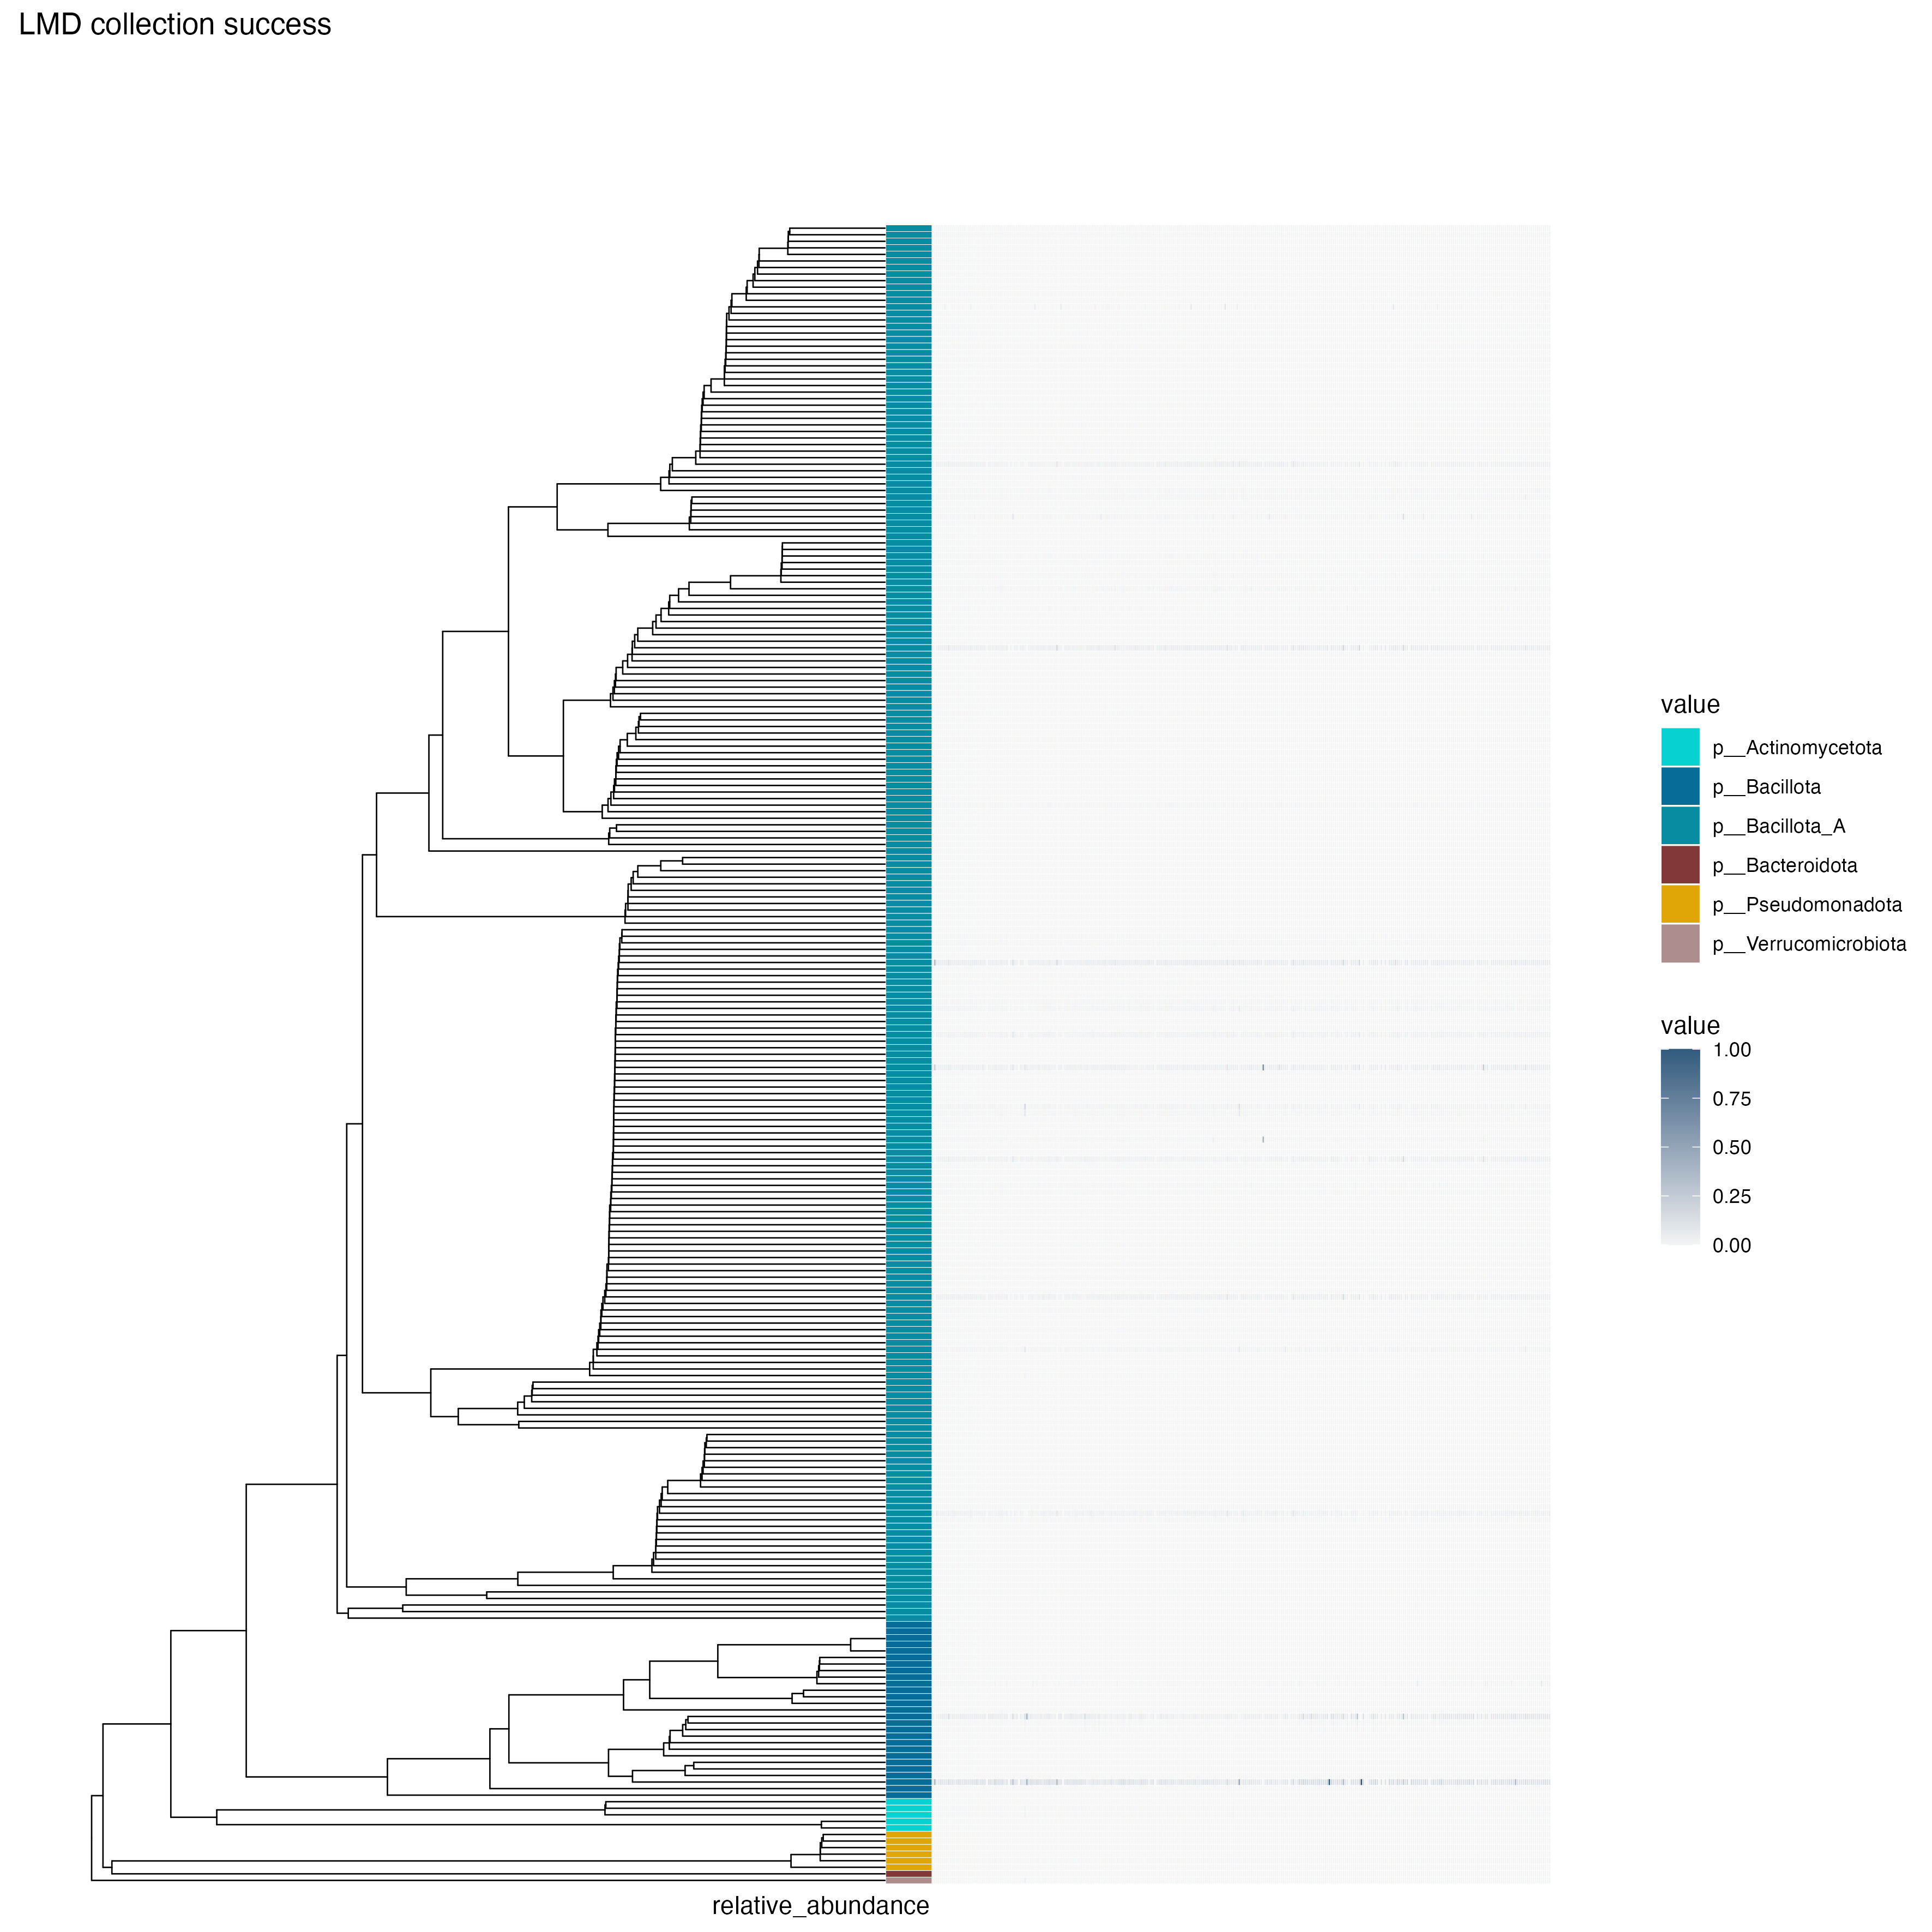 LMD collection success
value
p__Actinomycetota
p__Bacillota
p__Bacillota_A
p__Bacteroidota
p__Pseudomonadota
p__Verrucomicrobiota
value
1.00
0.75
0.50
0.25
0.00
relative_abundance